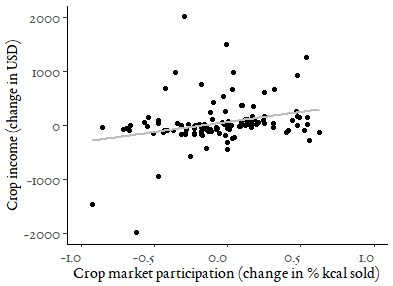 Crop income (change in USD)
2000
1000
0
-1000
-2000
-1.0 -0.5 0.0 0.5 1.0
Crop market participation (change in % kcal sold)